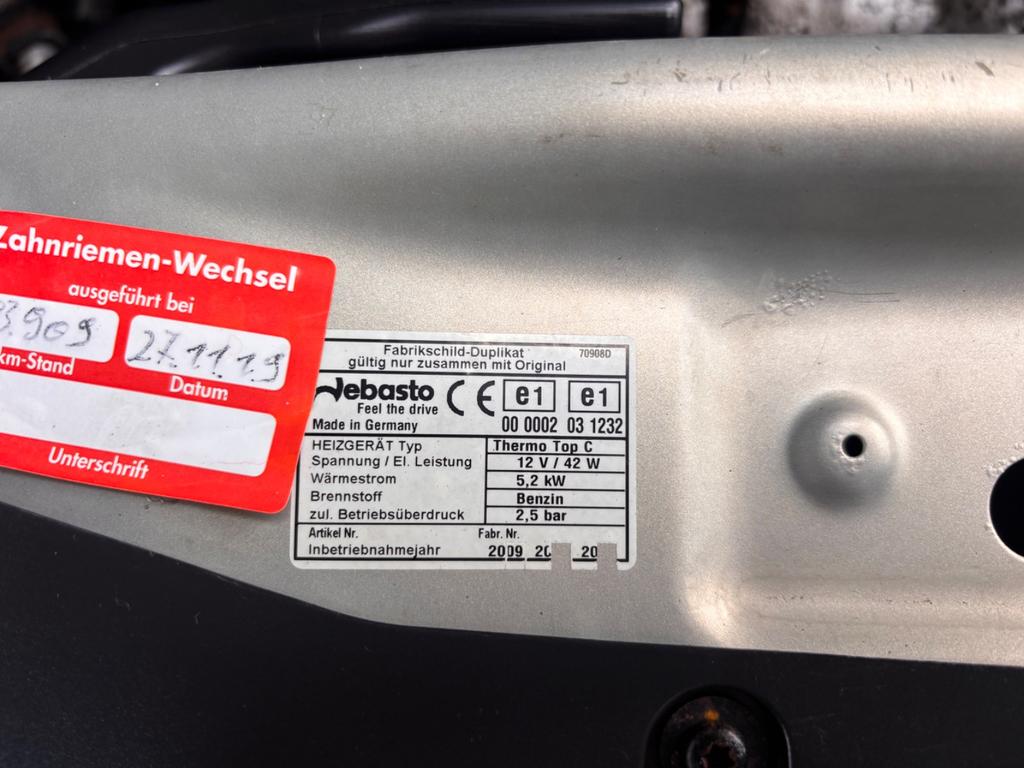 Zahnriemen-Wechsel
ausgeführt bei
3.909 27.11.19
km-Stand Datum
Unterschrift
Fabrikschild-Duplikat 70908D
gültig nur zusammen mit Original
Webasto CE e1 e1
Feel the drive
Made in Germany 00 0002 03 1232
HEIZGERÄT Typ Thermo Top C
Spannung / El. Leistung 12 V / 42 W
Wärmestrom 5,2 kW
Brennstoff Benzin
zul. Betriebsüberdruck 2,5 bar
Artikel Nr. Fabr. Nr.
Inbetriebnahmejahr 2009 20 20